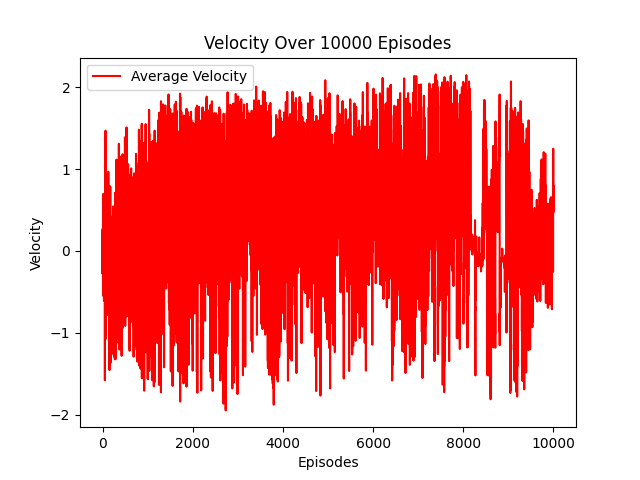 Velocity Over 10000 Episodes
Average Velocity
Velocity
2
1
0
−1
−2
0 2000 4000 6000 8000 10000
Episodes